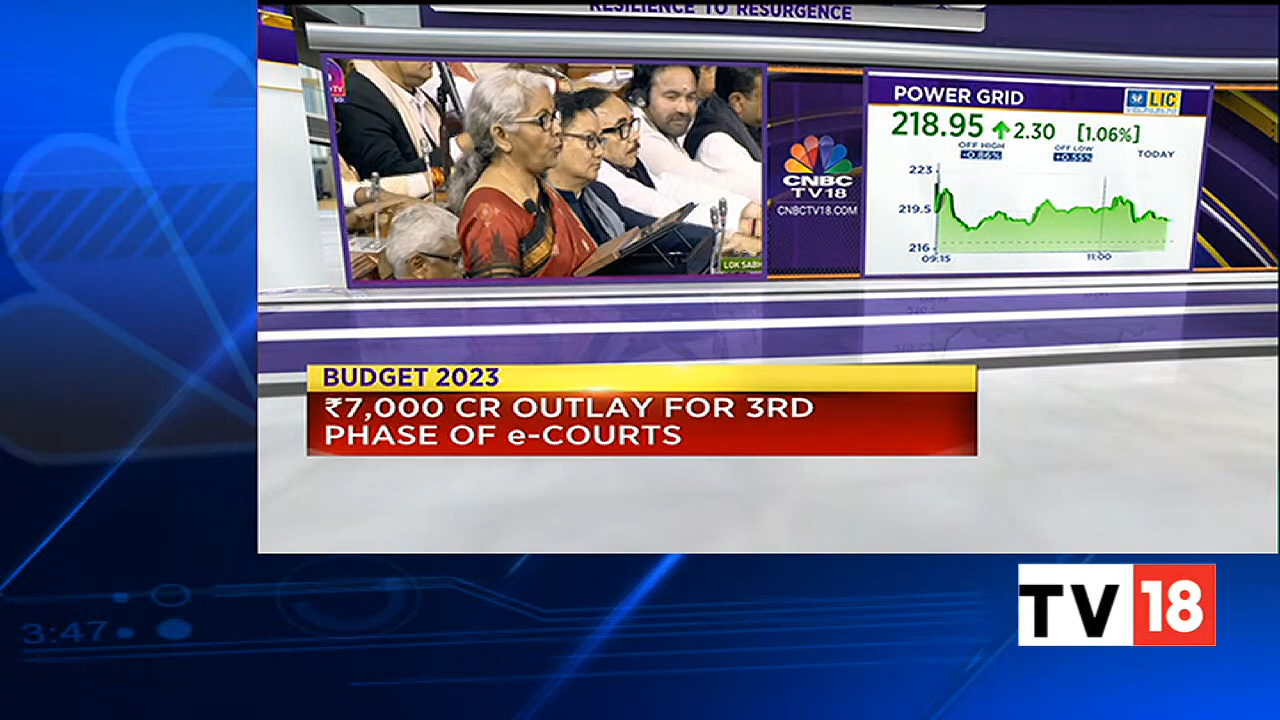 RESILIENCE TO RESURGENCE
POWER GRID
LIC
218.95 2.30 [1.06%]
OFF HIGH OFF LOW TODAY
-0.86% +0.55%
223
219.5
216
09:15 11:00
CNBC
TV18
CNBCTV18.COM
LOK SABH
BUDGET 2023
₹7,000 CR OUTLAY FOR 3RD
PHASE OF e-COURTS
3:47
TV18